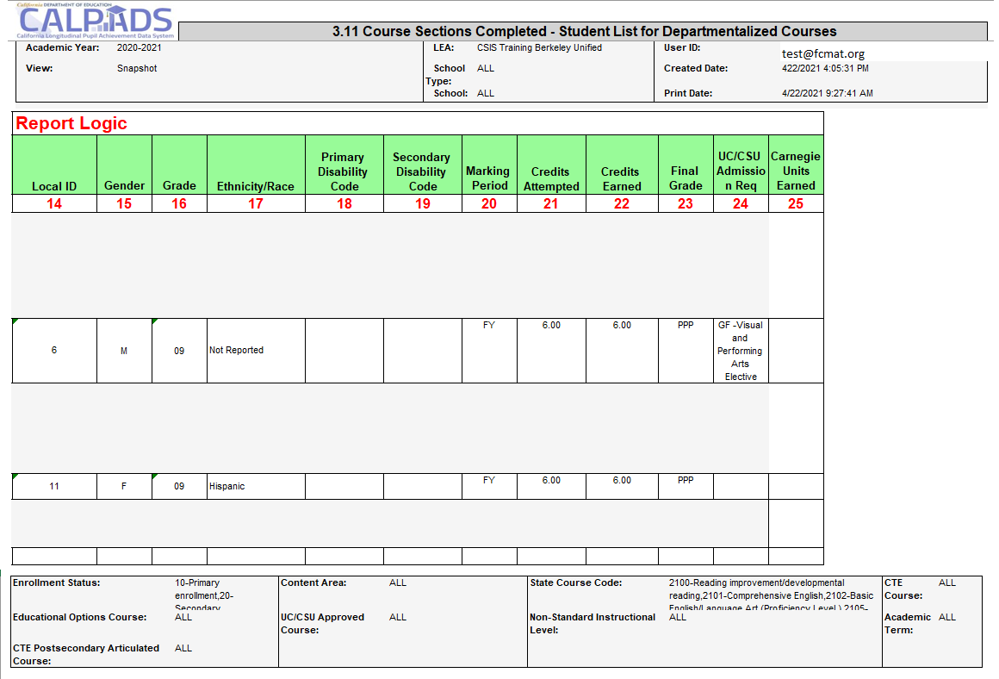 California DEPARTMENT OF EDUCATION
CALPADS
California Longitudinal Pupil Achievement Data System
3.11 Course Sections Completed - Student List for Departmentalized Courses
Academic Year: 2020-2021 LEA: CSIS Training Berkeley Unified User ID: test@fcmat.org
View: Snapshot School Type: ALL Created Date: 422/2021 4:05:31 PM
School: ALL Print Date: 4/22/2021 9:27:41 AM
Report Logic
Local ID Gender Grade Ethnicity/Race Primary Disability Code Secondary Disability Code Marking Period Credits Attempted Credits Earned Final Grade UC/CSU Admissio n Req Carnegie Units Earned
14 15 16 17 18 19 20 21 22 23 24 25
6 M 09 Not Reported FY 6.00 6.00 PPP GF -Visual and Performing Arts Elective
11 F 09 Hispanic FY 6.00 6.00 PPP
Enrollment Status: 10-Primary enrollment,20-Secondary Content Area: ALL State Course Code: 2100-Reading improvement/developmental reading,2101-Comprehensive English,2102-Basic English/Language Art (Proficiency Level ),2105- CTE Course: ALL
Educational Options Course: ALL UC/CSU Approved Course: ALL Non-Standard Instructional Level: ALL Academic Term: ALL
CTE Postsecondary Articulated Course: ALL